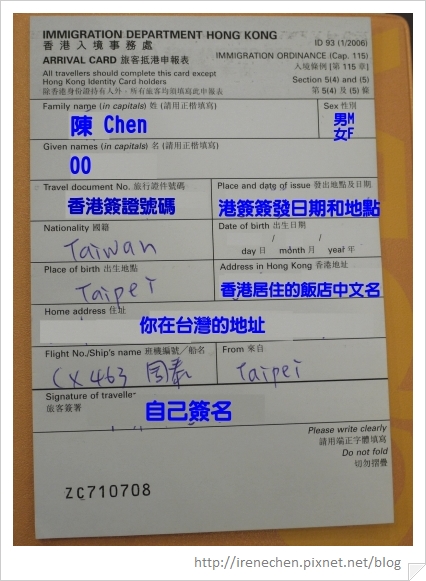 IMMIGRATION DEPARTMENT HONG KONG
香港入境事務處
ID 93 (1/2006)
ARRIVAL CARD 旅客抵港申報表
IMMIGRATION ORDINANCE (Cap. 115)
入境條例 [第 115 章]
All travellers should complete this card except
Hong Kong Identity Card holders
Section 5(4) and (5)
除香港身份證持有人外，所有旅客均須填寫此申報表
第 5(4) 及 (5) 條
Family name (in capitals) 姓 (請用正楷填寫)
Sex 性別
陳 Chen
男M
女F
Given names (in capitals) 名 (請用正楷填寫)
OO
Travel document No. 旅行證件號碼
Place and date of issue 發出地點及日期
香港簽證號碼
港簽簽發日期和地點
Nationality 國籍
Date of birth 出生日期
Taiwan
/ /
day 日 month 月 year 年
Place of birth 出生地點
Address in Hong Kong 香港地址
Taipei
香港居住的飯店中文名
Home address 住址
你在台灣的地址
Flight No./Ship's name 班機編號／船名
From 來自
CX463 国泰
Taipei
Signature of traveller
旅客簽署
自己簽名
Please write clearly
請用端正字體填寫
Do not fold
切勿摺疊
ZC710708
http://irenechen.pixnet.net/blog